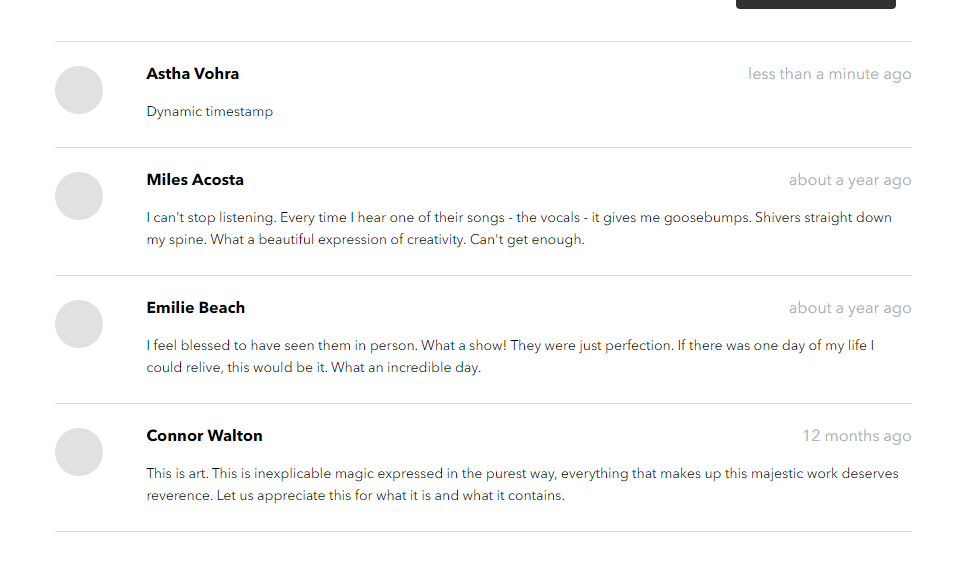 Astha Vohra
less than a minute ago
Dynamic timestamp
Miles Acosta
about a year ago
I can't stop listening. Every time I hear one of their songs - the vocals - it gives me goosebumps. Shivers straight down
my spine. What a beautiful expression of creativity. Can't get enough.
Emilie Beach
about a year ago
I feel blessed to have seen them in person. What a show! They were just perfection. If there was one day of my life I
could relive, this would be it. What an incredible day.
Connor Walton
12 months ago
This is art. This is inexplicable magic expressed in the purest way, everything that makes up this majestic work deserves
reverence. Let us appreciate this for what it is and what it contains.